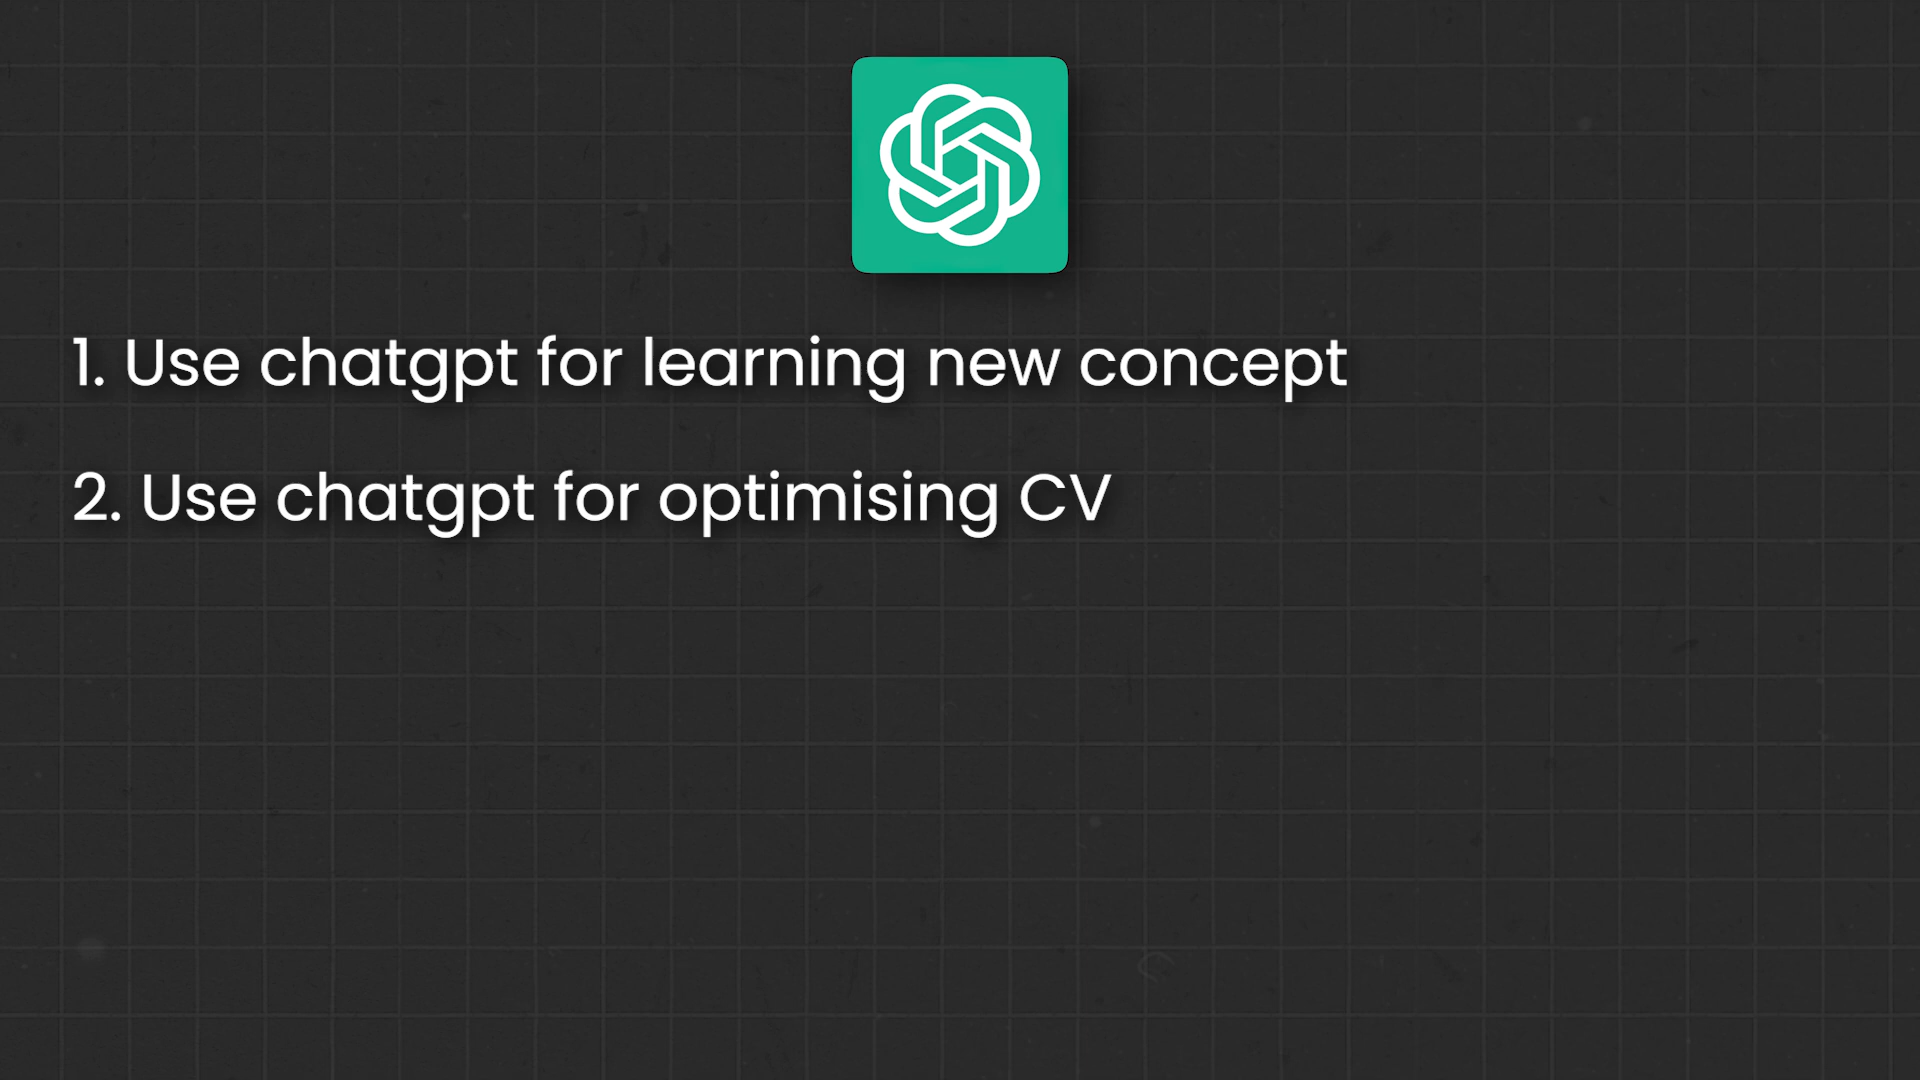 1. Use chatgpt for learning new concept
2. Use chatgpt for optimising CV